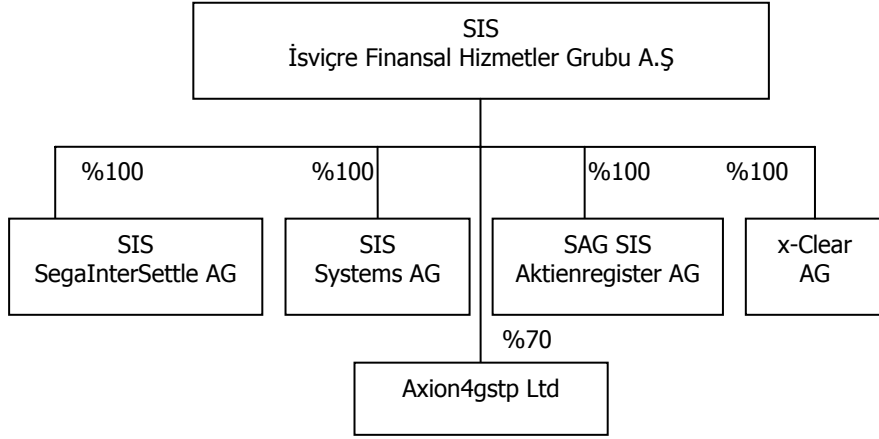 SIS
İsviçre Finansal Hizmetler Grubu A.Ş
%100
%100
%100
%100
SIS
SegaInterSettle AG
SIS
Systems AG
SAG SIS
Aktienregister AG
x-Clear
AG
%70
Axion4gstp Ltd